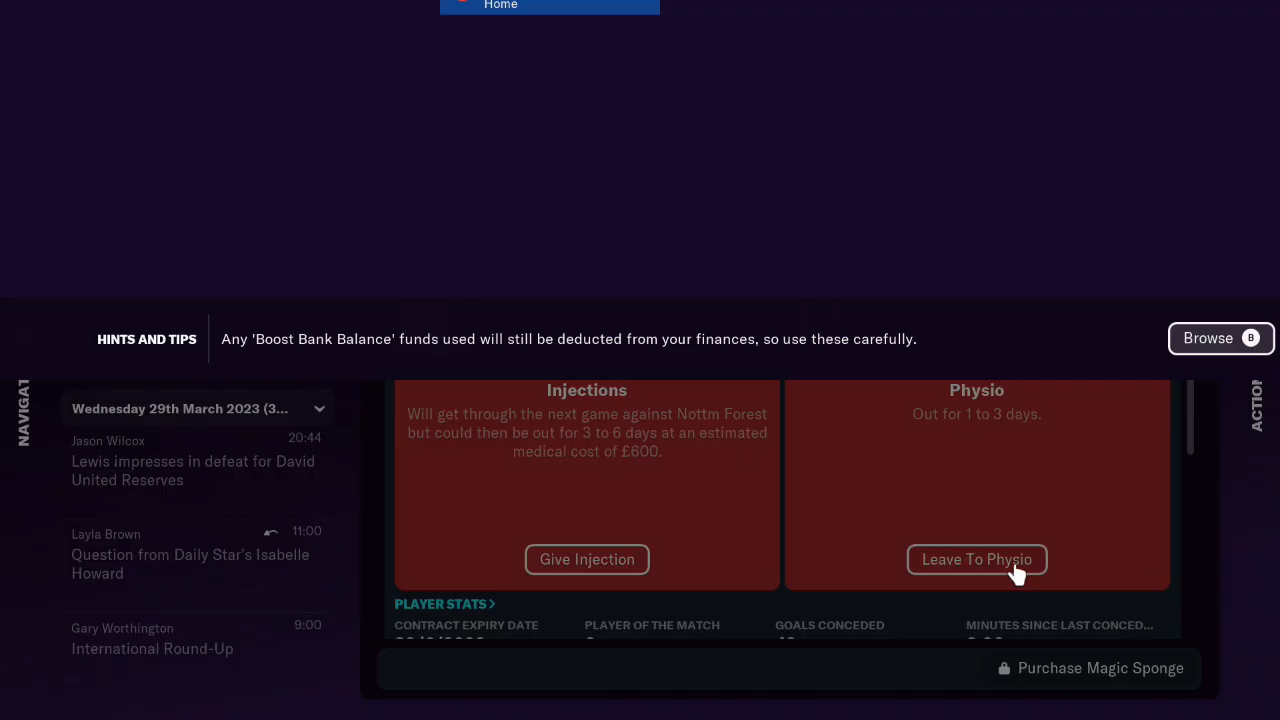 Home
HINTS AND TIPS
Any 'Boost Bank Balance' funds used will still be deducted from your finances, so use these carefully.
Browse B
NAVIGAT
ACTION
Wednesday 29th March 2023 (3...
Jason Wilcox 20:44
Lewis impresses in defeat for David
United Reserves
Layla Brown 11:00
Question from Daily Star's Isabelle
Howard
Gary Worthington 9:00
International Round-Up
Injections
Will get through the next game against Nottm Forest
but could then be out for 3 to 6 days at an estimated
medical cost of £600.
Give Injection
Physio
Out for 1 to 3 days.
Leave To Physio
PLAYER STATS >
CONTRACT EXPIRY DATE
PLAYER OF THE MATCH
GOALS CONCEDED
MINUTES SINCE LAST CONCED...
Purchase Magic Sponge